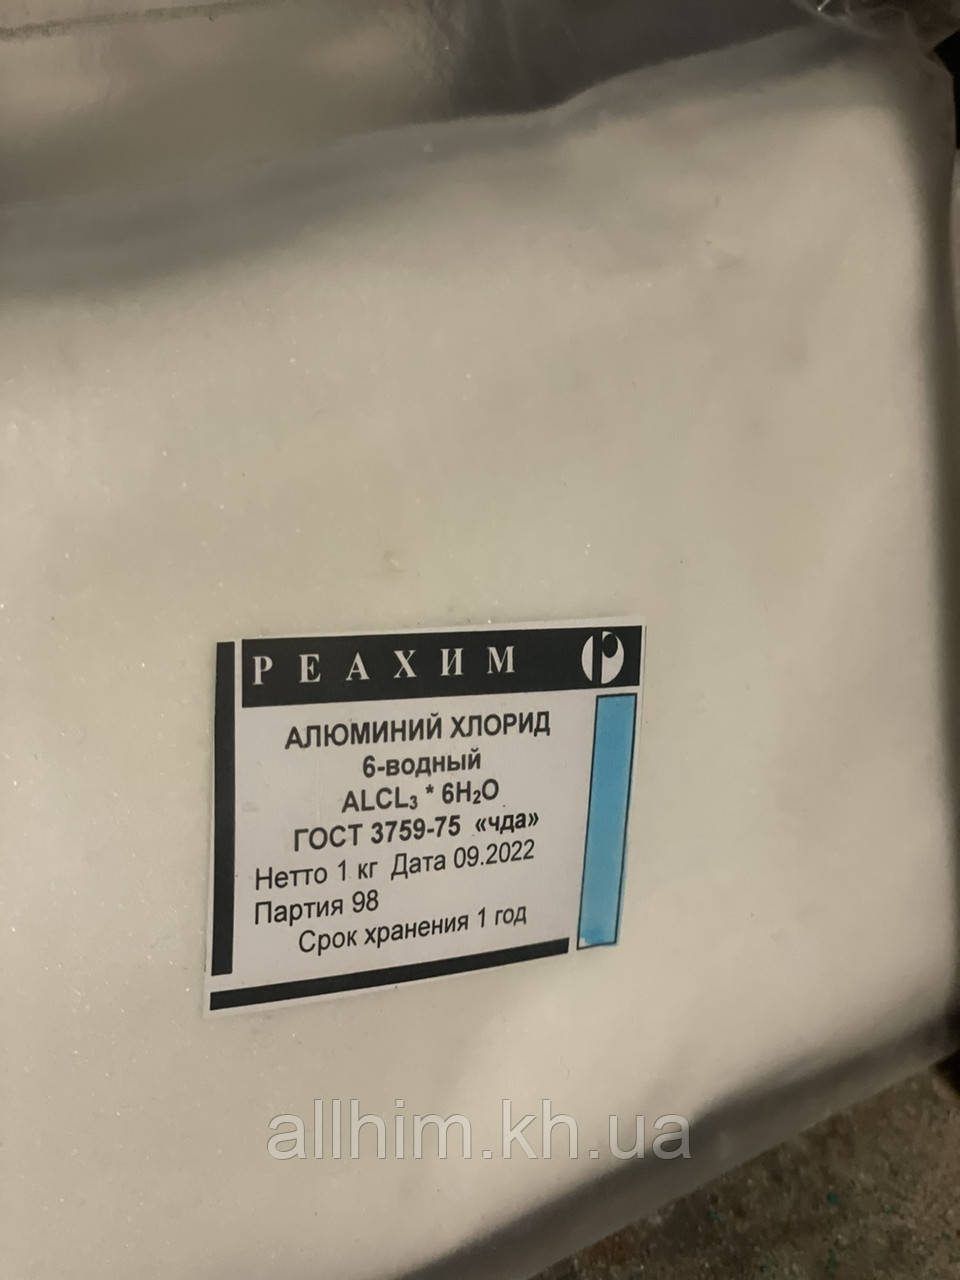 РЕАХИМ
АЛЮМИНИЙ ХЛОРИД
6-водный
ALCL₃ * 6H₂O
ГОСТ 3759-75 «чда»
Нетто 1 кг Дата 09.2022
Партия 98
Срок хранения 1 год
allhim.kh.ua